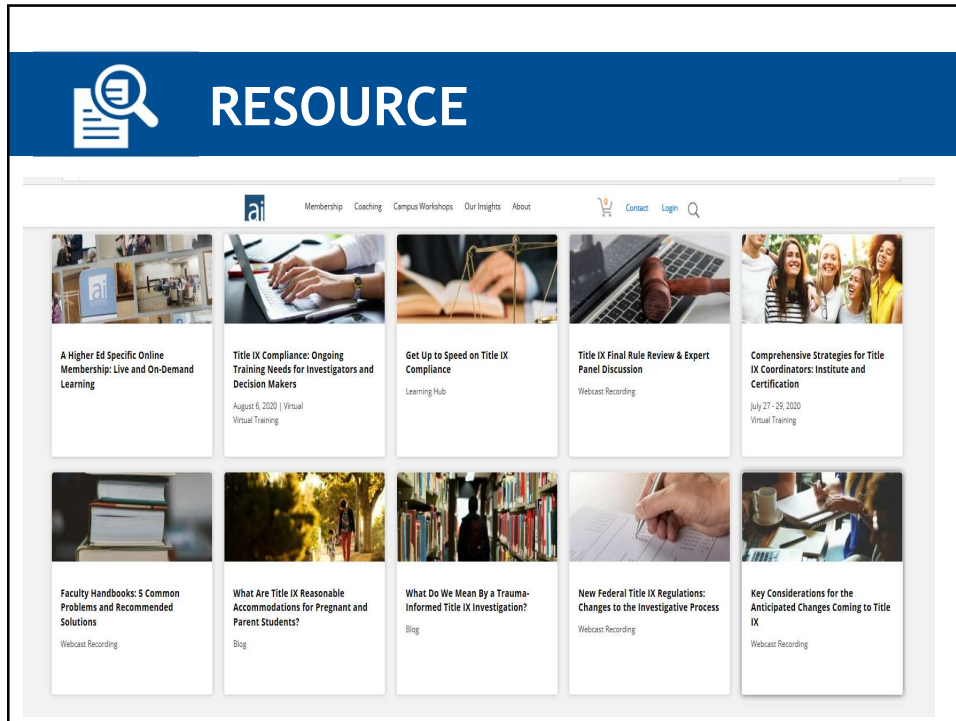 RESOURCE
ai
Membership Coaching Campus Workshops Our Insights About
0
Contact Login
ai
A Higher Ed Specific Online
Membership: Live and On-Demand
Learning
Title IX Compliance: Ongoing
Training Needs for Investigators and
Decision Makers
August 6, 2020 | Virtual
Virtual Training
Get Up to Speed on Title IX
Compliance
Learning Hub
Title IX Final Rule Review & Expert
Panel Discussion
Webcast Recording
Comprehensive Strategies for Title
IX Coordinators: Institute and
Certification
July 27 - 29, 2020
Virtual Training
Faculty Handbooks: 5 Common
Problems and Recommended
Solutions
Webcast Recording
What Are Title IX Reasonable
Accommodations for Pregnant and
Parent Students?
Blog
What Do We Mean By a Trauma-
Informed Title IX Investigation?
Blog
New Federal Title IX Regulations:
Changes to the Investigative Process
Webcast Recording
Key Considerations for the
Anticipated Changes Coming to Title
IX
Webcast Recording